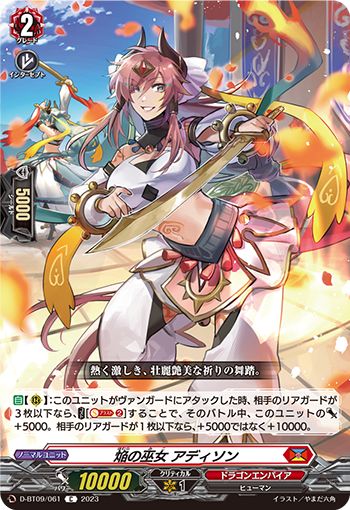 2
グレード
インターセプト
5000
シールド
熱く激しき、壮麗艶美な祈りの舞踏。
自【R】:このユニットがヴァンガードにアタックした時、相手のリアガードが
3枚以下なら、【CBブラスト2】することで、そのバトル中、このユニットの
+5000。相手のリアガードが1枚以下なら、+5000ではなく+10000。
ノーマルユニット
焔の巫女 アディソン
パワー
10000
クリティカル
1
ドラゴンエンパイア
ヒューマン
D-BT09/061 C 2023
イラスト/やまだ六角